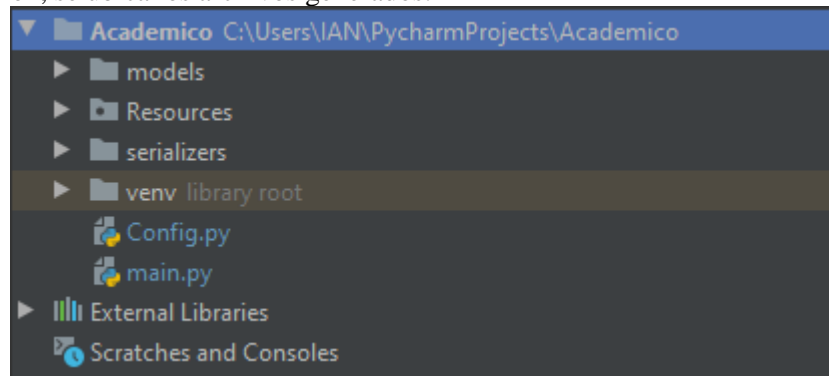 Academico C:\Users\IAN\PycharmProjects\Academico
models
Resources
serializers
venv library root
Config.py
main.py
External Libraries
Scratches and Consoles